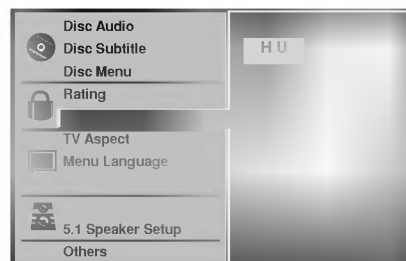 Disc Audio
Disc Subtitle
Disc Menu
Rating
TV Aspect
Menu Language
5.1 Speaker Setup
Others
H U